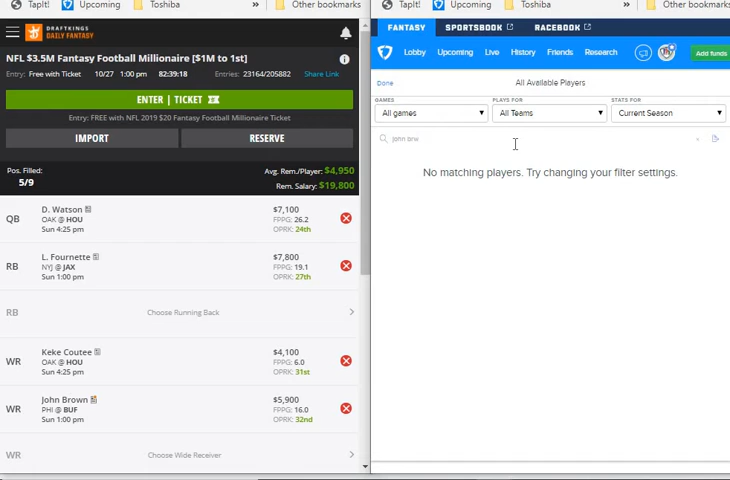 TapIt! Upcoming Toshiba » Other bookmarks
DRAFTKINGS
DAILY FANTASY
NFL $3.5M Fantasy Football Millionaire [$1M to 1st]
Entry: Free with Ticket 10/27 1:00 pm 82:39:18 Entries: 23164/205882 Share Link
ENTER | TICKET
Entry: FREE with NFL 2019 $20 Fantasy Football Millionaire Ticket
IMPORT RESERVE
Pos. Filled: Avg. Rem./Player: $4,950
5/9 Rem. Salary: $19,800
QB D. Watson $7,100
OAK @ HOU FPPG: 26.2
Sun 4:25 pm OPRK: 24th
RB L. Fournette $7,800
NYJ @ JAX FPPG: 19.1
Sun 1:00 pm OPRK: 27th
RB Choose Running Back
WR Keke Coutee $4,100
OAK @ HOU FPPG: 6.0
Sun 4:25 pm OPRK: 31st
WR John Brown $5,900
PHI @ BUF FPPG: 16.0
Sun 1:00 pm OPRK: 32nd
WR Choose Wide Receiver
TapIt! Upcoming Toshiba » Other bookmarks
FANTASY SPORTSBOOK RACEBOOK
Lobby Upcoming Live History Friends Research Add funds
Done All Available Players
GAMES PLAYS FOR STATS FOR
All games All Teams Current Season
john brw
No matching players. Try changing your filter settings.